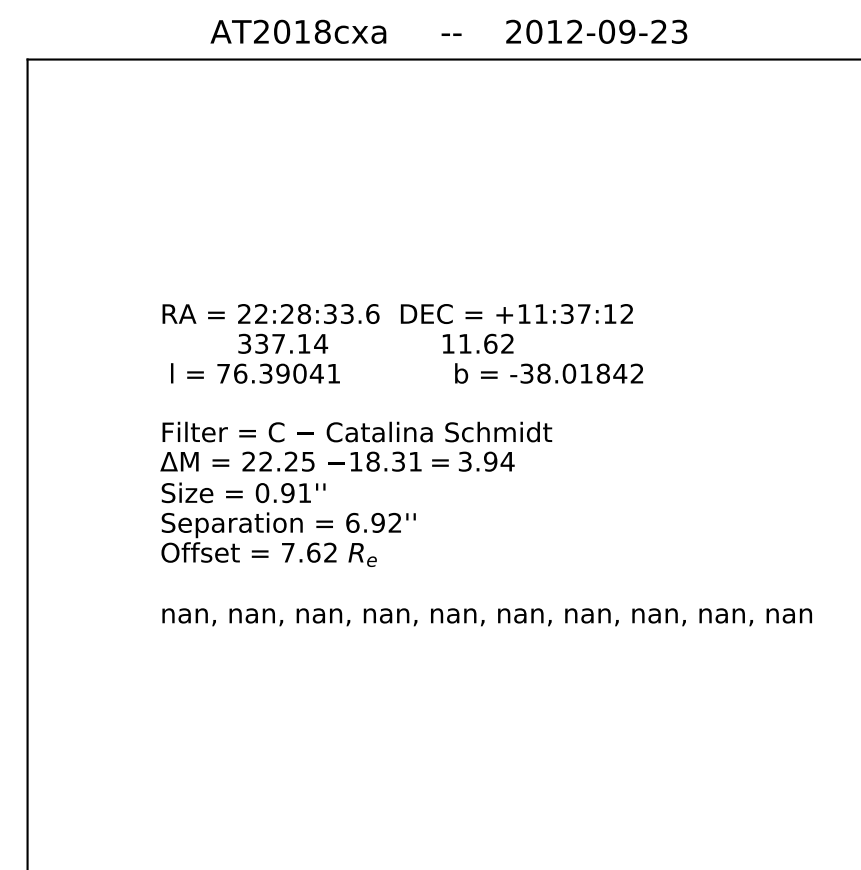 AT2018cxa -- 2012-09-23
RA = 22:28:33.6 DEC = +11:37:12
337.14 11.62
l = 76.39041 b = -38.01842
Filter = C − Catalina Schmidt
ΔM = 22.25 −18.31 = 3.94
Size = 0.91''
Separation = 6.92''
Offset = 7.62 Rₑ
nan, nan, nan, nan, nan, nan, nan, nan, nan, nan